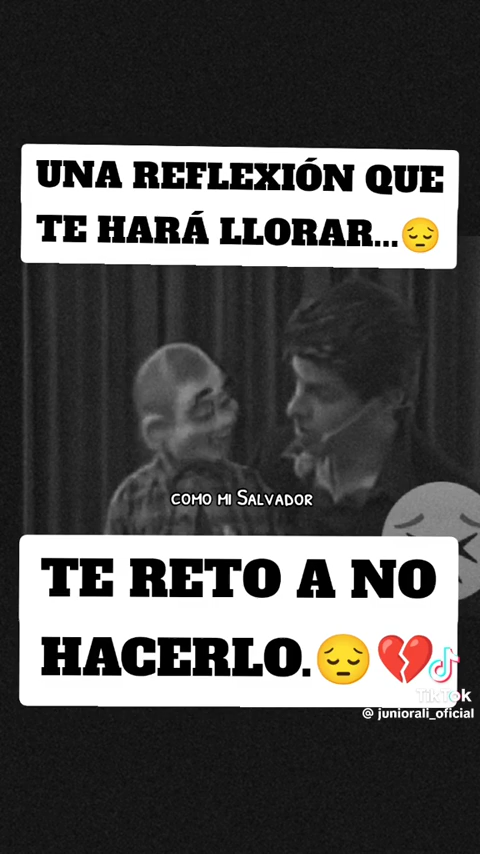 UNA REFLEXIÓN QUE
TE HARÁ LLORAR...😔
COMO MI SALVADOR
TE RETO A NO
HACERLO.😔💔
TikTok
@ juniorali_oficial